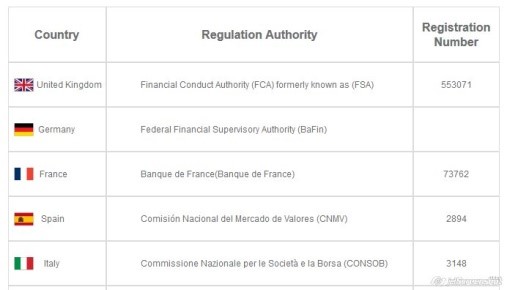 Country Regulation Authority Registration Number
United Kingdom Financial Conduct Authority (FCA) formerly known as (FSA) 553071
Germany Federal Financial Supervisory Authority (BaFin)
France Banque de France(Banque de France) 73762
Spain Comisión Nacional del Mercado de Valores (CNMV) 2894
Italy Commissione Nazionale per le Società e la Borsa (CONSOB) 3148